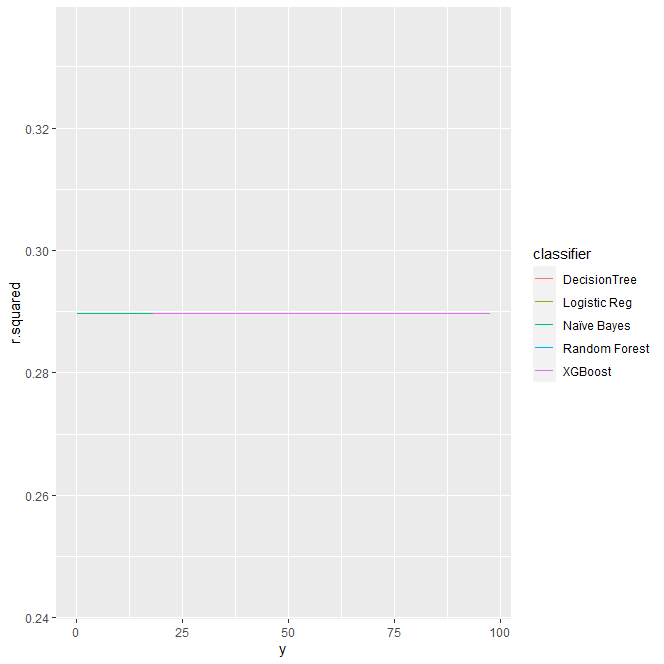 r.squared
0.32
0.30
0.28
0.26
0.24
0
25
50
75
100
y
classifier
DecisionTree
Logistic Reg
Naïve Bayes
Random Forest
XGBoost